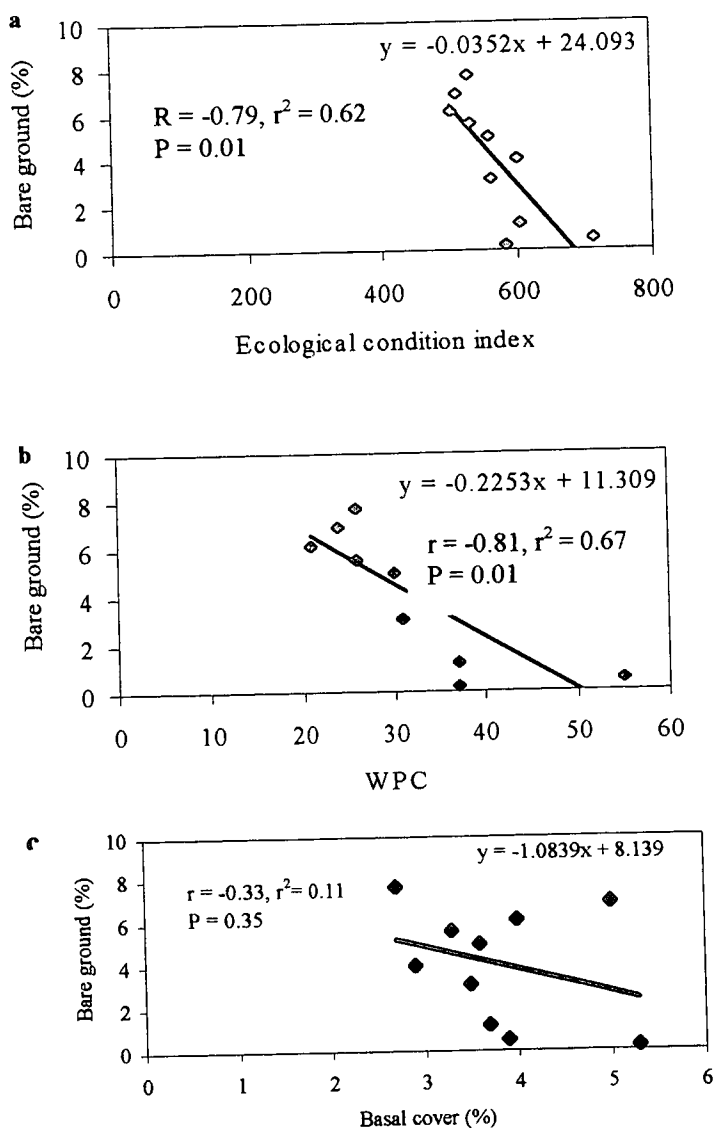 a
y = -0.0352x + 24.093
R = -0.79, r² = 0.62
P = 0.01
Bare ground (%)
10
8
6
4
2
0
0 200 400 600 800
Ecological condition index
b
y = -0.2253x + 11.309
r = -0.81, r² = 0.67
P = 0.01
Bare ground (%)
10
8
6
4
2
0
0 10 20 30 40 50 60
WPC
c
y = -1.0839x + 8.139
r = -0.33, r² = 0.11
P = 0.35
Bare ground (%)
10
8
6
4
2
0
0 1 2 3 4 5 6
Basal cover (%)